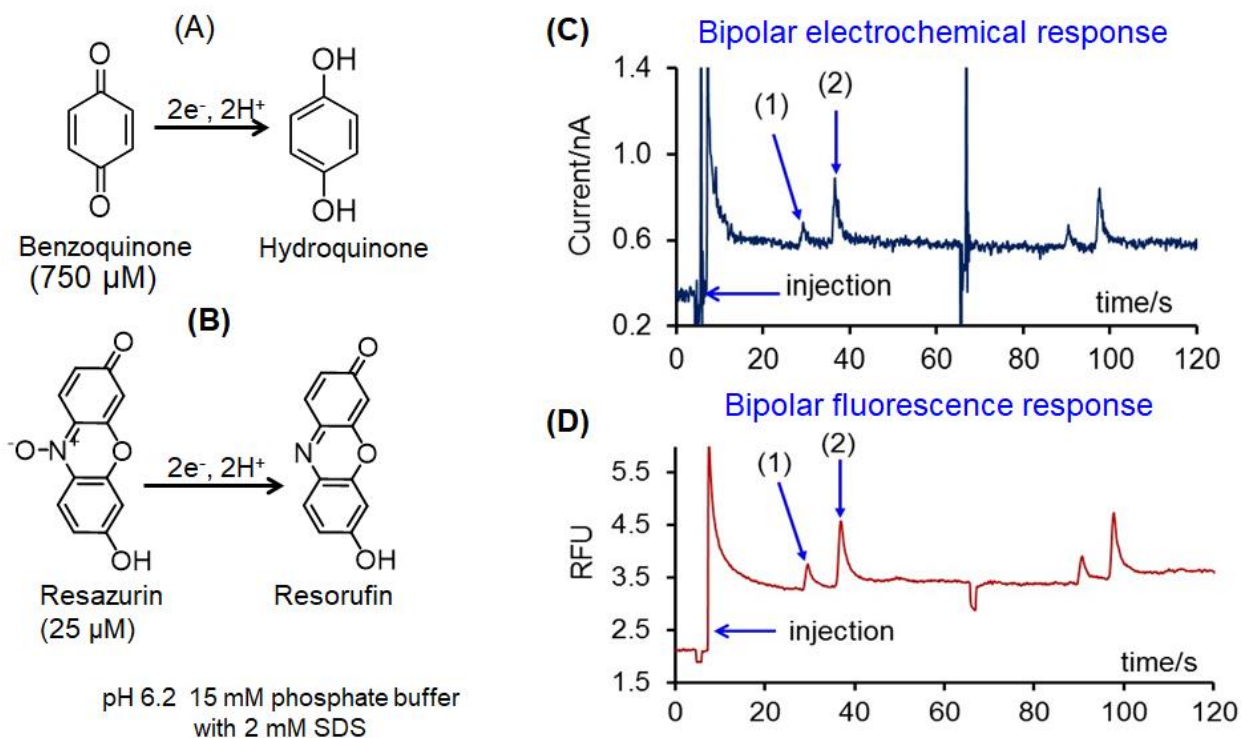 (A)
O
O
2e⁻, 2H⁺
OH
OH
Benzoquinone
(750 µM)
Hydroquinone
(B)
O
⁻O-N⁺
O
OH
2e⁻, 2H⁺
O
N
O
OH
Resazurin
(25 µM)
Resorufin
pH 6.2 15 mM phosphate buffer
with 2 mM SDS
(C)
Bipolar electrochemical response
Current/nA
1.4
1.0
0.6
0.2
(1)
(2)
injection
time/s
0 20 40 60 80 100 120
(D)
Bipolar fluorescence response
RFU
5.5
4.5
3.5
2.5
1.5
(1)
(2)
injection
time/s
0 20 40 60 80 100 120